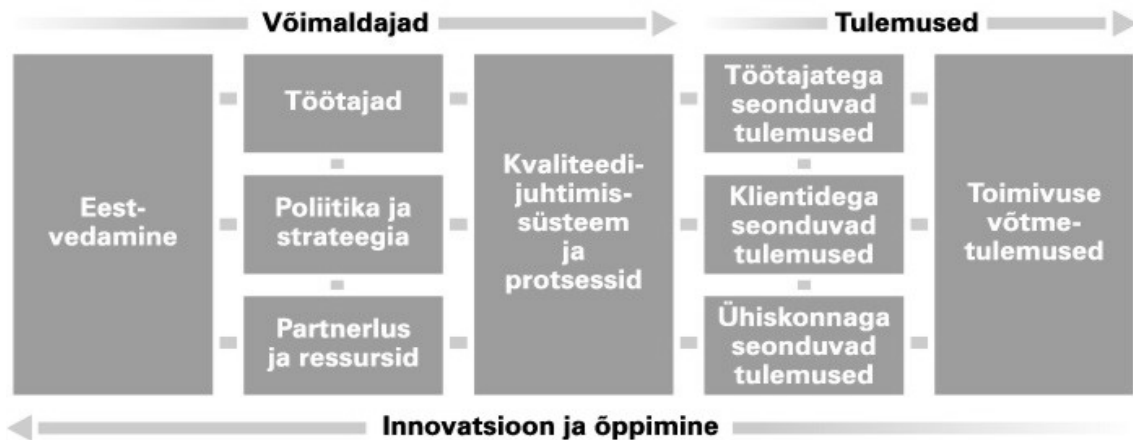 Võimaldajad
Tulemused
Eest-
vedamine
Töötajad
Poliitika ja
strateegia
Partnerlus
ja ressursid
Kvaliteedi-
juhtimis-
süsteem
ja
protsessid
Töötajatega
seonduvad
tulemused
Klientidega
seonduvad
tulemused
Ühiskonnaga
seonduvad
tulemused
Toimivuse
võtme-
tulemused
Innovatsioon ja õppimine